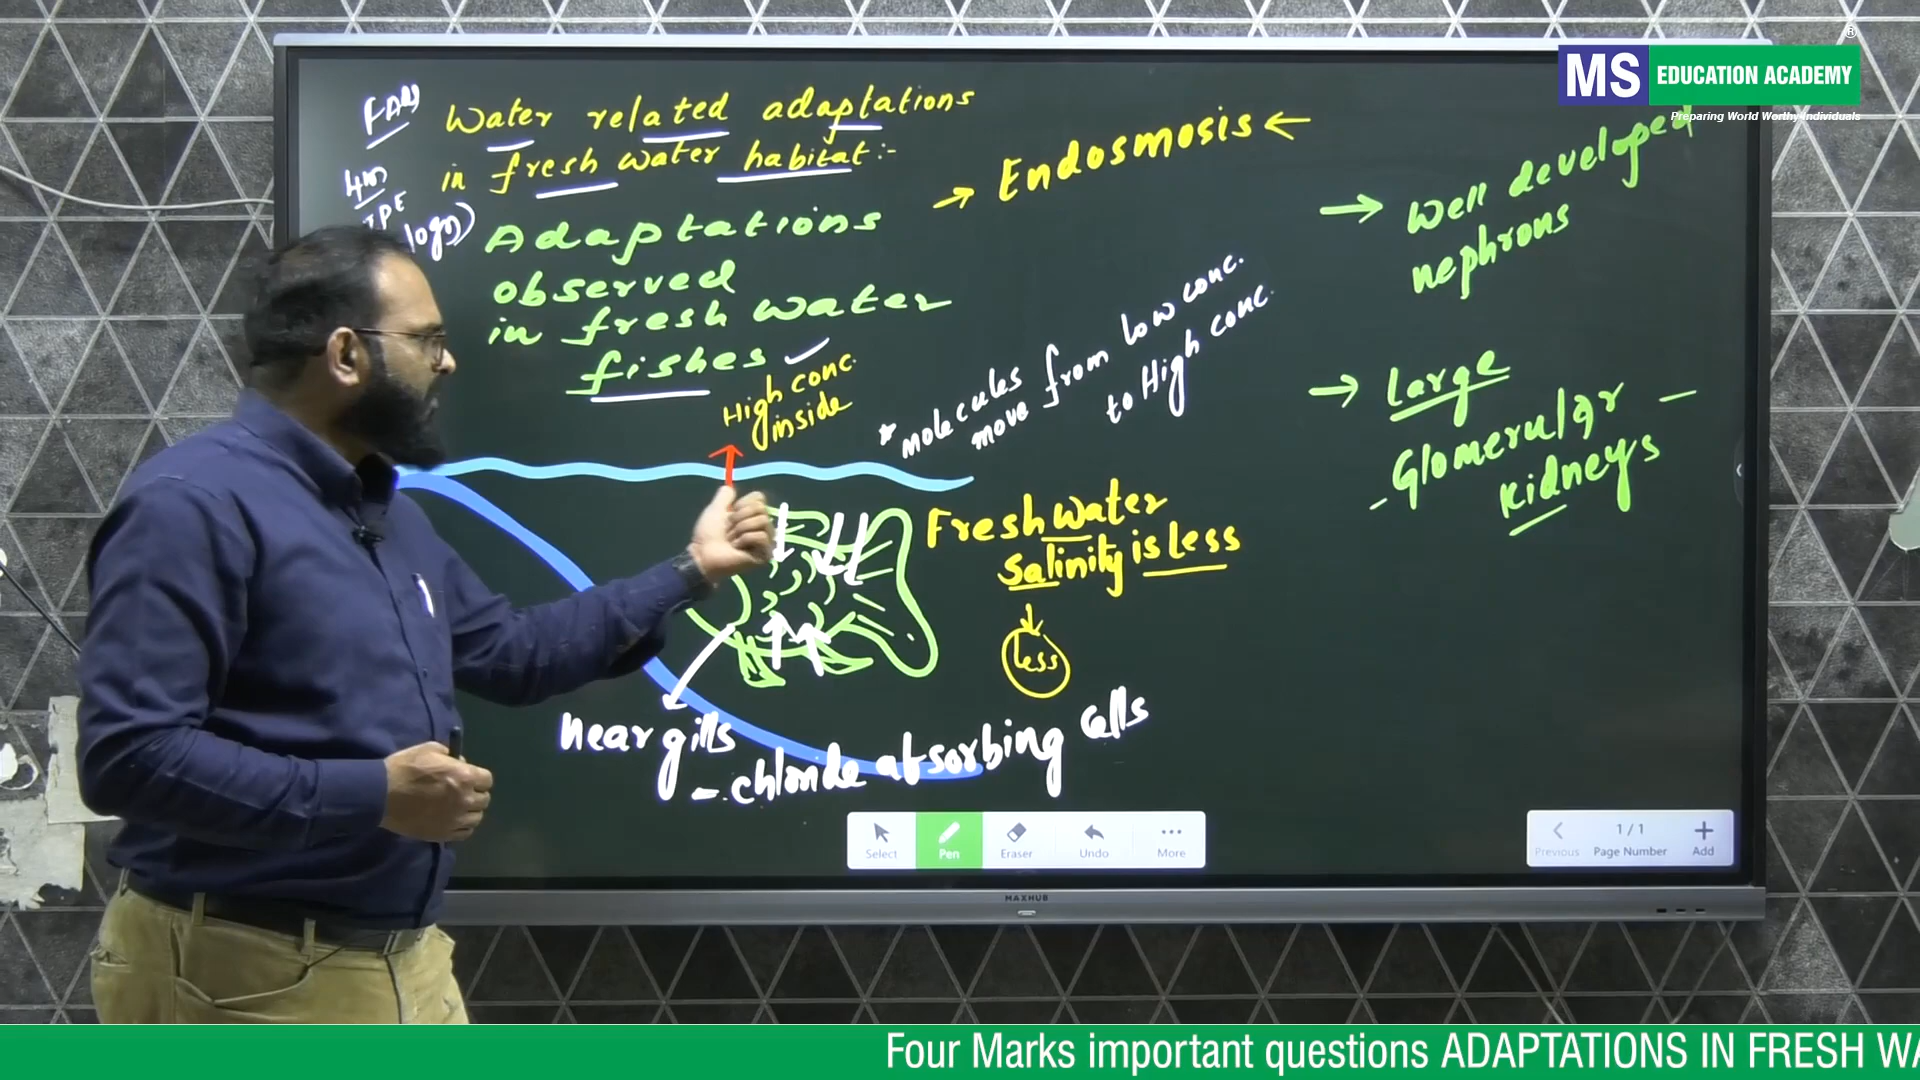 MS EDUCATION ACADEMY
®
Preparing World Worthy Individuals
FAQ
4m
IPE
Water related adaptations
in fresh water habitat:-
Adaptations
observed
in fresh water
fishes
High conc.
inside
→ Endosmosis ←
* molecules move from low conc.
to High conc.
Fresh Water
Salinity is Less
less
near gills
- chloride absorbing cells
→ Well developed
nephrons
→ Large
- Glomerular -
kidneys
Select Pen Eraser Undo More
1 / 1
Previous Page Number Add
MAXHUB
Four Marks important questions ADAPTATIONS IN FRESH WA